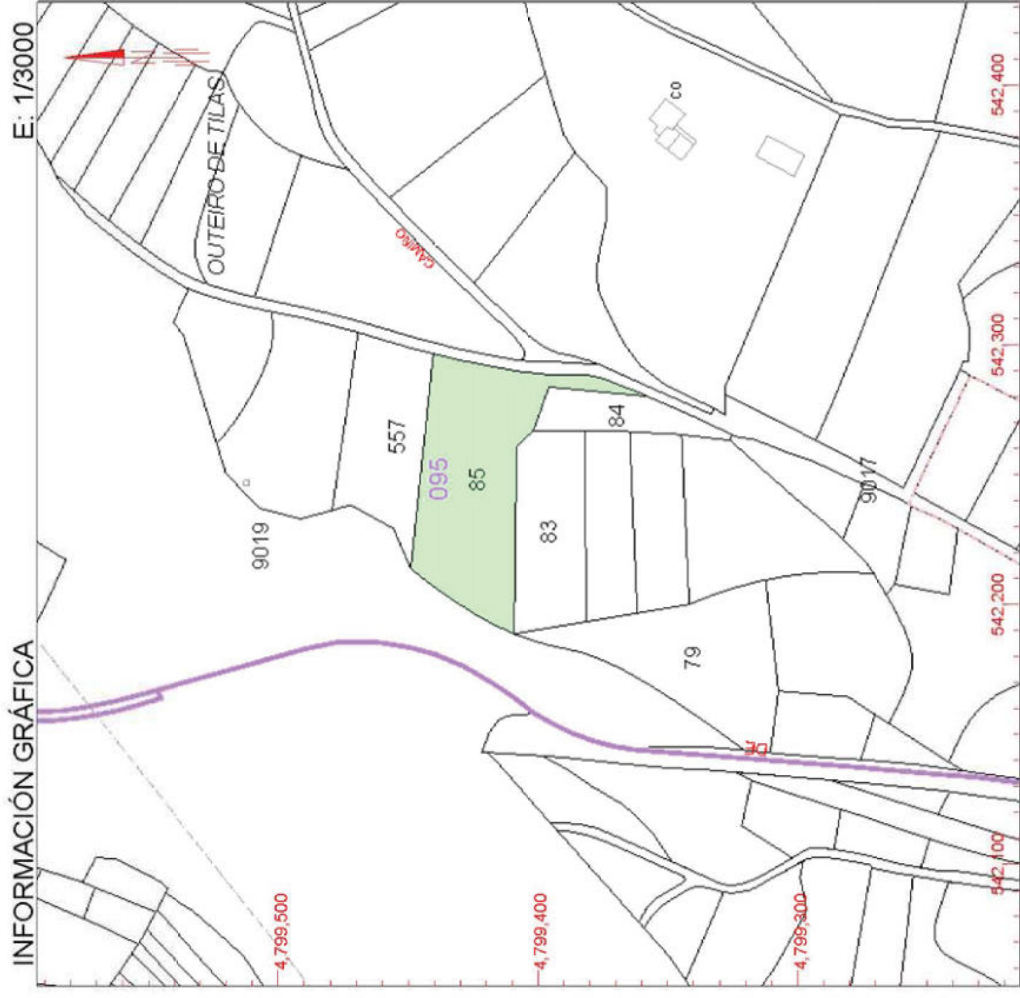 INFORMACIÓN GRÁFICA
E: 1/3000
N
OUTEIRO DE TILAS
CAMIÑO
CO
557
095
85
84
83
9019
79
DE
9017
4,799,500
4,799,400
4,799,300
542,100
542,200
542,300
542,400